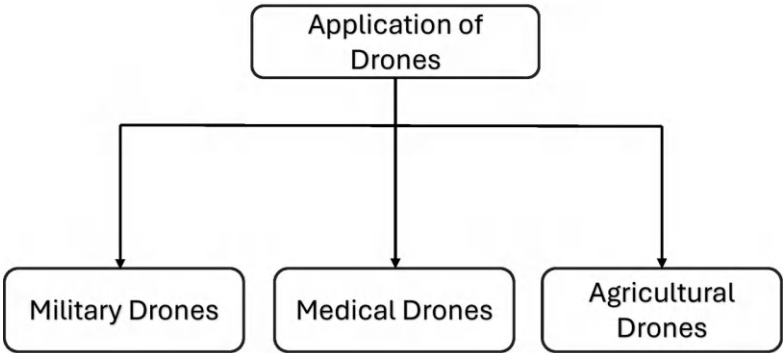 Application of
Drones
Military Drones
Medical Drones
Agricultural
Drones